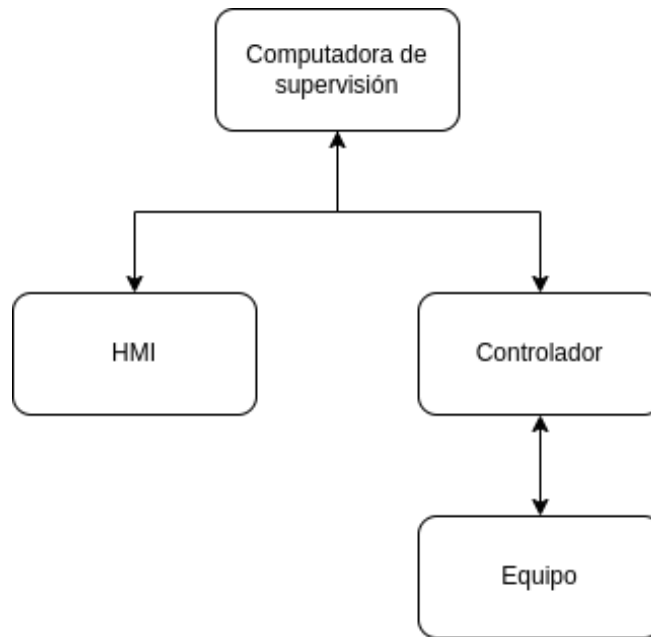 Computadora de
supervisión
HMI
Controlador
Equipo